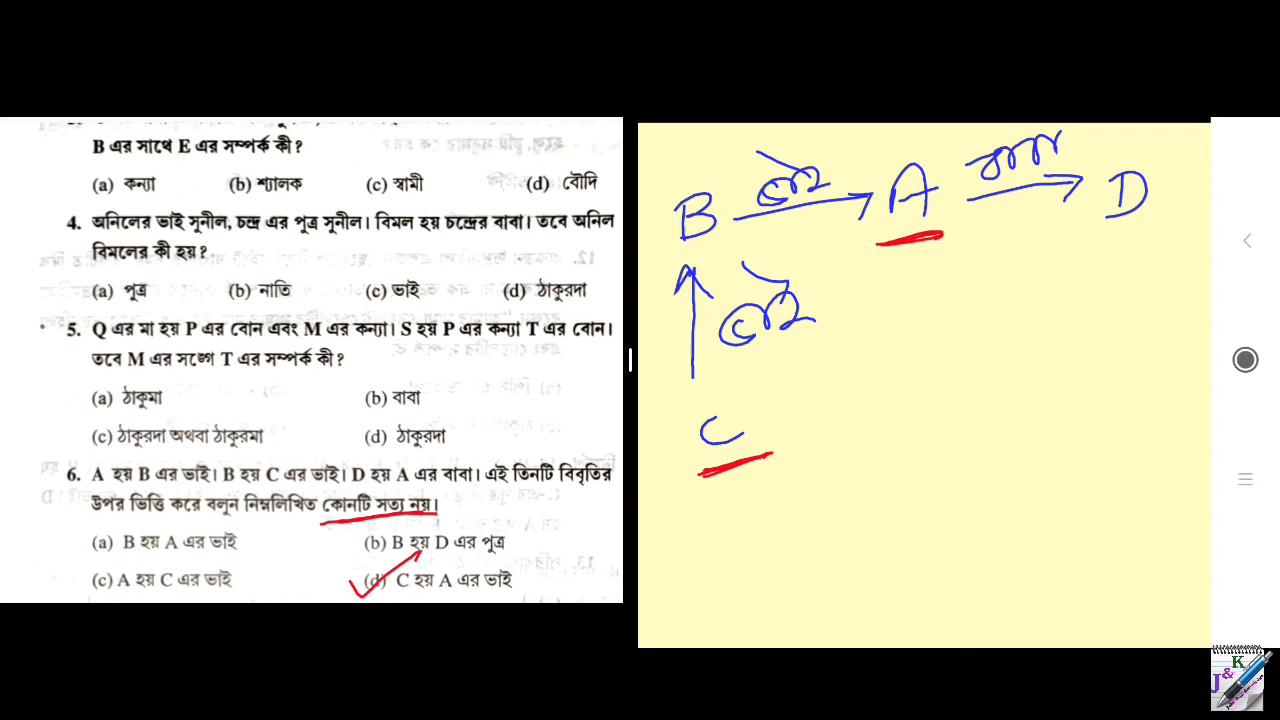 B এর সাথে E এর সম্পর্ক কী?
(a) কন্যা (b) শ্যালক (c) স্বামী (d) বৌদি
4. অনিলের ভাই সুনীল, চন্দ্র এর পুত্র সুনীল। বিমল হয় চন্দ্রের বাবা। তবে অনিল
বিমলের কী হয়?
(a) পুত্র (b) নাতি (c) ভাই (d) ঠাকুরদা
5. Q এর মা হয় P এর বোন এবং M এর কন্যা। S হয় P এর কন্যা T এর বোন।
তবে M এর সঙ্গে T এর সম্পর্ক কী?
(a) ঠাকুমা (b) বাবা
(c) ঠাকুরদা অথবা ঠাকুরমা (d) ঠাকুরদা
6. A হয় B এর ভাই। B হয় C এর ভাই। D হয় A এর বাবা। এই তিনটি বিবৃতির
উপর ভিত্তি করে বলুন নিম্নলিখিত কোনটি সত্য নয়।
(a) B হয় A এর ভাই (b) B হয় D এর পুত্র
(c) A হয় C এর ভাই (d) C হয় A এর ভাই
B ভাই A বাবা D
ভাই
C
J & K